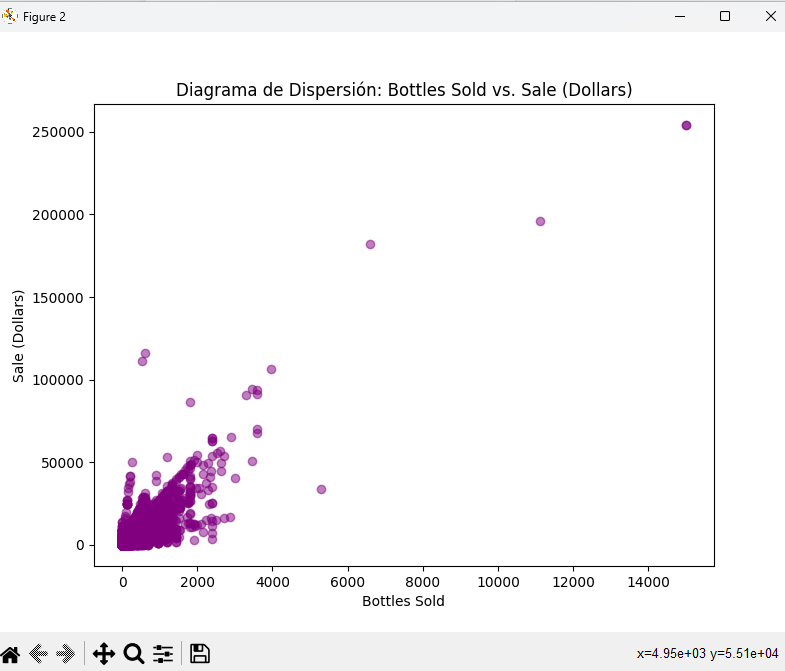 Figure 2
Diagrama de Dispersión: Bottles Sold vs. Sale (Dollars)
250000
200000
150000
100000
50000
0
Sale (Dollars)
0 2000 4000 6000 8000 10000 12000 14000
Bottles Sold
x=4.95e+03 y=5.51e+04